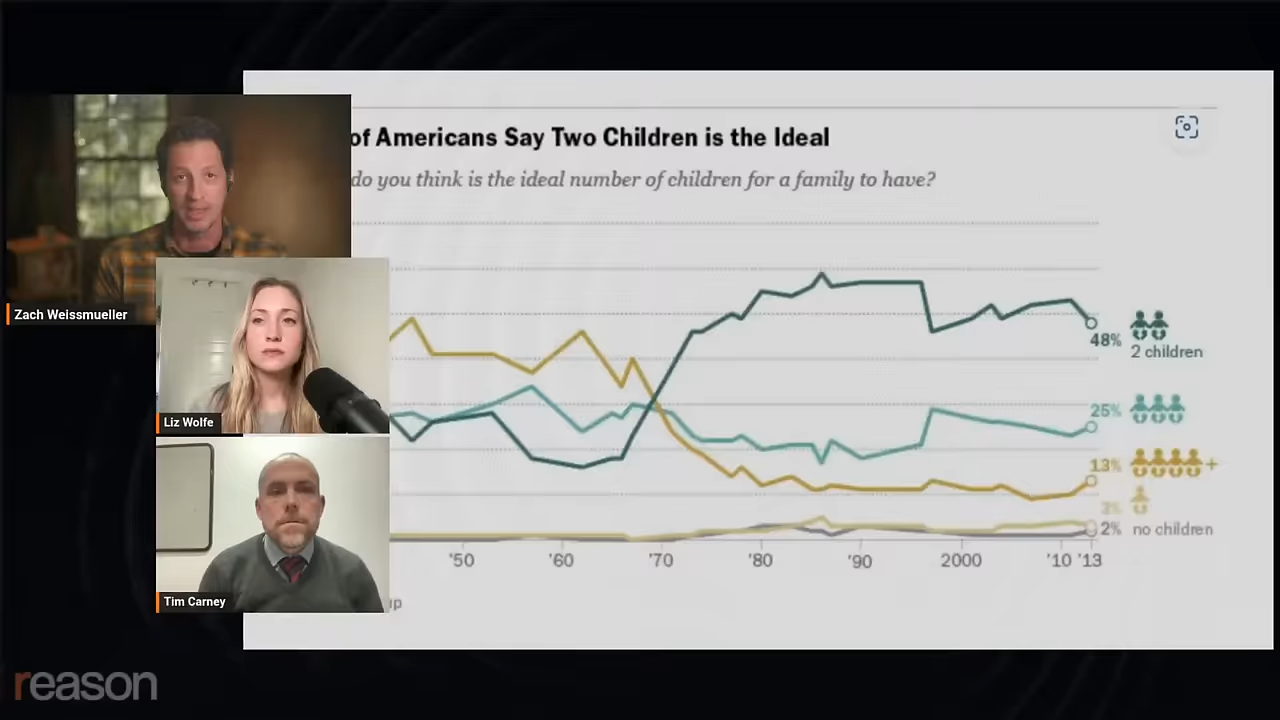 of Americans Say Two Children is the Ideal
do you think is the ideal number of children for a family to have?
48%
2 children
25%
13%
+
3%
2%
no children
'50
'60
'70
'80
'90
2000
'10
'13
up
Zach Weissmueller
Liz Wolfe
Tim Carney
reason